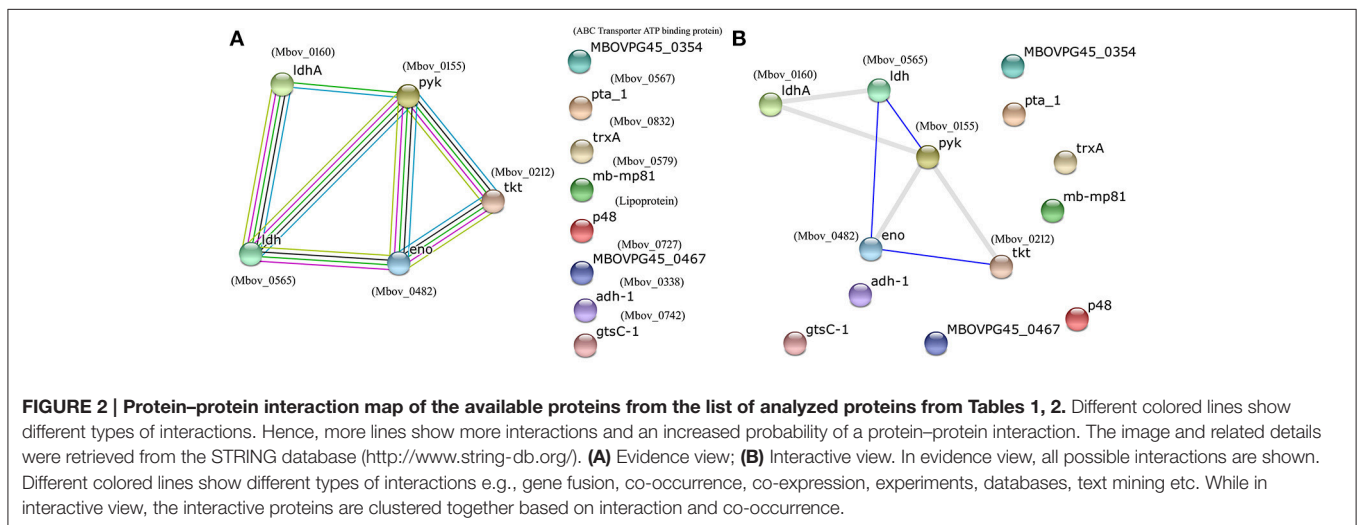 A
(Mbov_0160)
ldhA
(Mbov_0155)
pyk
(Mbov_0212)
tkt
ldh
(Mbov_0565)
eno
(Mbov_0482)
(ABC Transporter ATP binding protein)
MBOVPG45_0354
(Mbov_0567)
pta_1
(Mbov_0832)
trxA
(Mbov_0579)
mb-mp81
(Lipoprotein)
p48
(Mbov_0727)
MBOVPG45_0467
(Mbov_0338)
adh-1
(Mbov_0742)
gtsC-1
B
(Mbov_0565)
ldh
(Mbov_0160)
ldhA
(Mbov_0155)
pyk
(Mbov_0482)
eno
(Mbov_0212)
tkt
adh-1
gtsC-1
MBOVPG45_0467
p48
MBOVPG45_0354
pta_1
trxA
mb-mp81
FIGURE 2 | Protein–protein interaction map of the available proteins from the list of analyzed proteins from Tables 1, 2. Different colored lines show
different types of interactions. Hence, more lines show more interactions and an increased probability of a protein–protein interaction. The image and related details
were retrieved from the STRING database (http://www.string-db.org/). (A) Evidence view; (B) Interactive view. In evidence view, all possible interactions are shown.
Different colored lines show different types of interactions e.g., gene fusion, co-occurrence, co-expression, experiments, databases, text mining etc. While in
interactive view, the interactive proteins are clustered together based on interaction and co-occurrence.